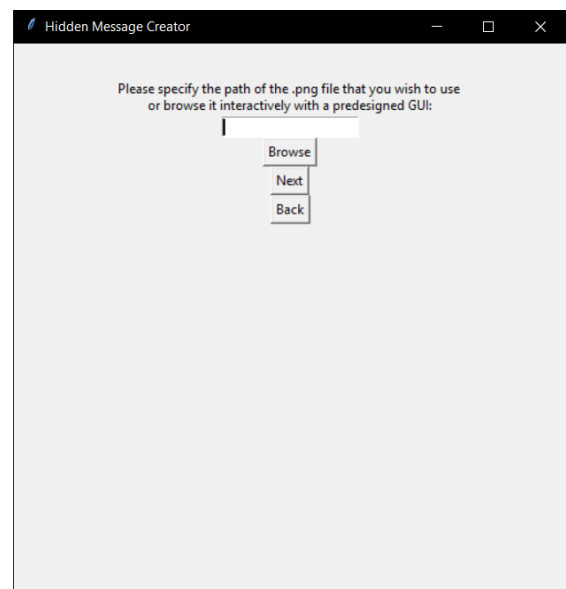 Hidden Message Creator
Please specify the path of the .png file that you wish to use
or browse it interactively with a predesigned GUI:
Browse
Next
Back